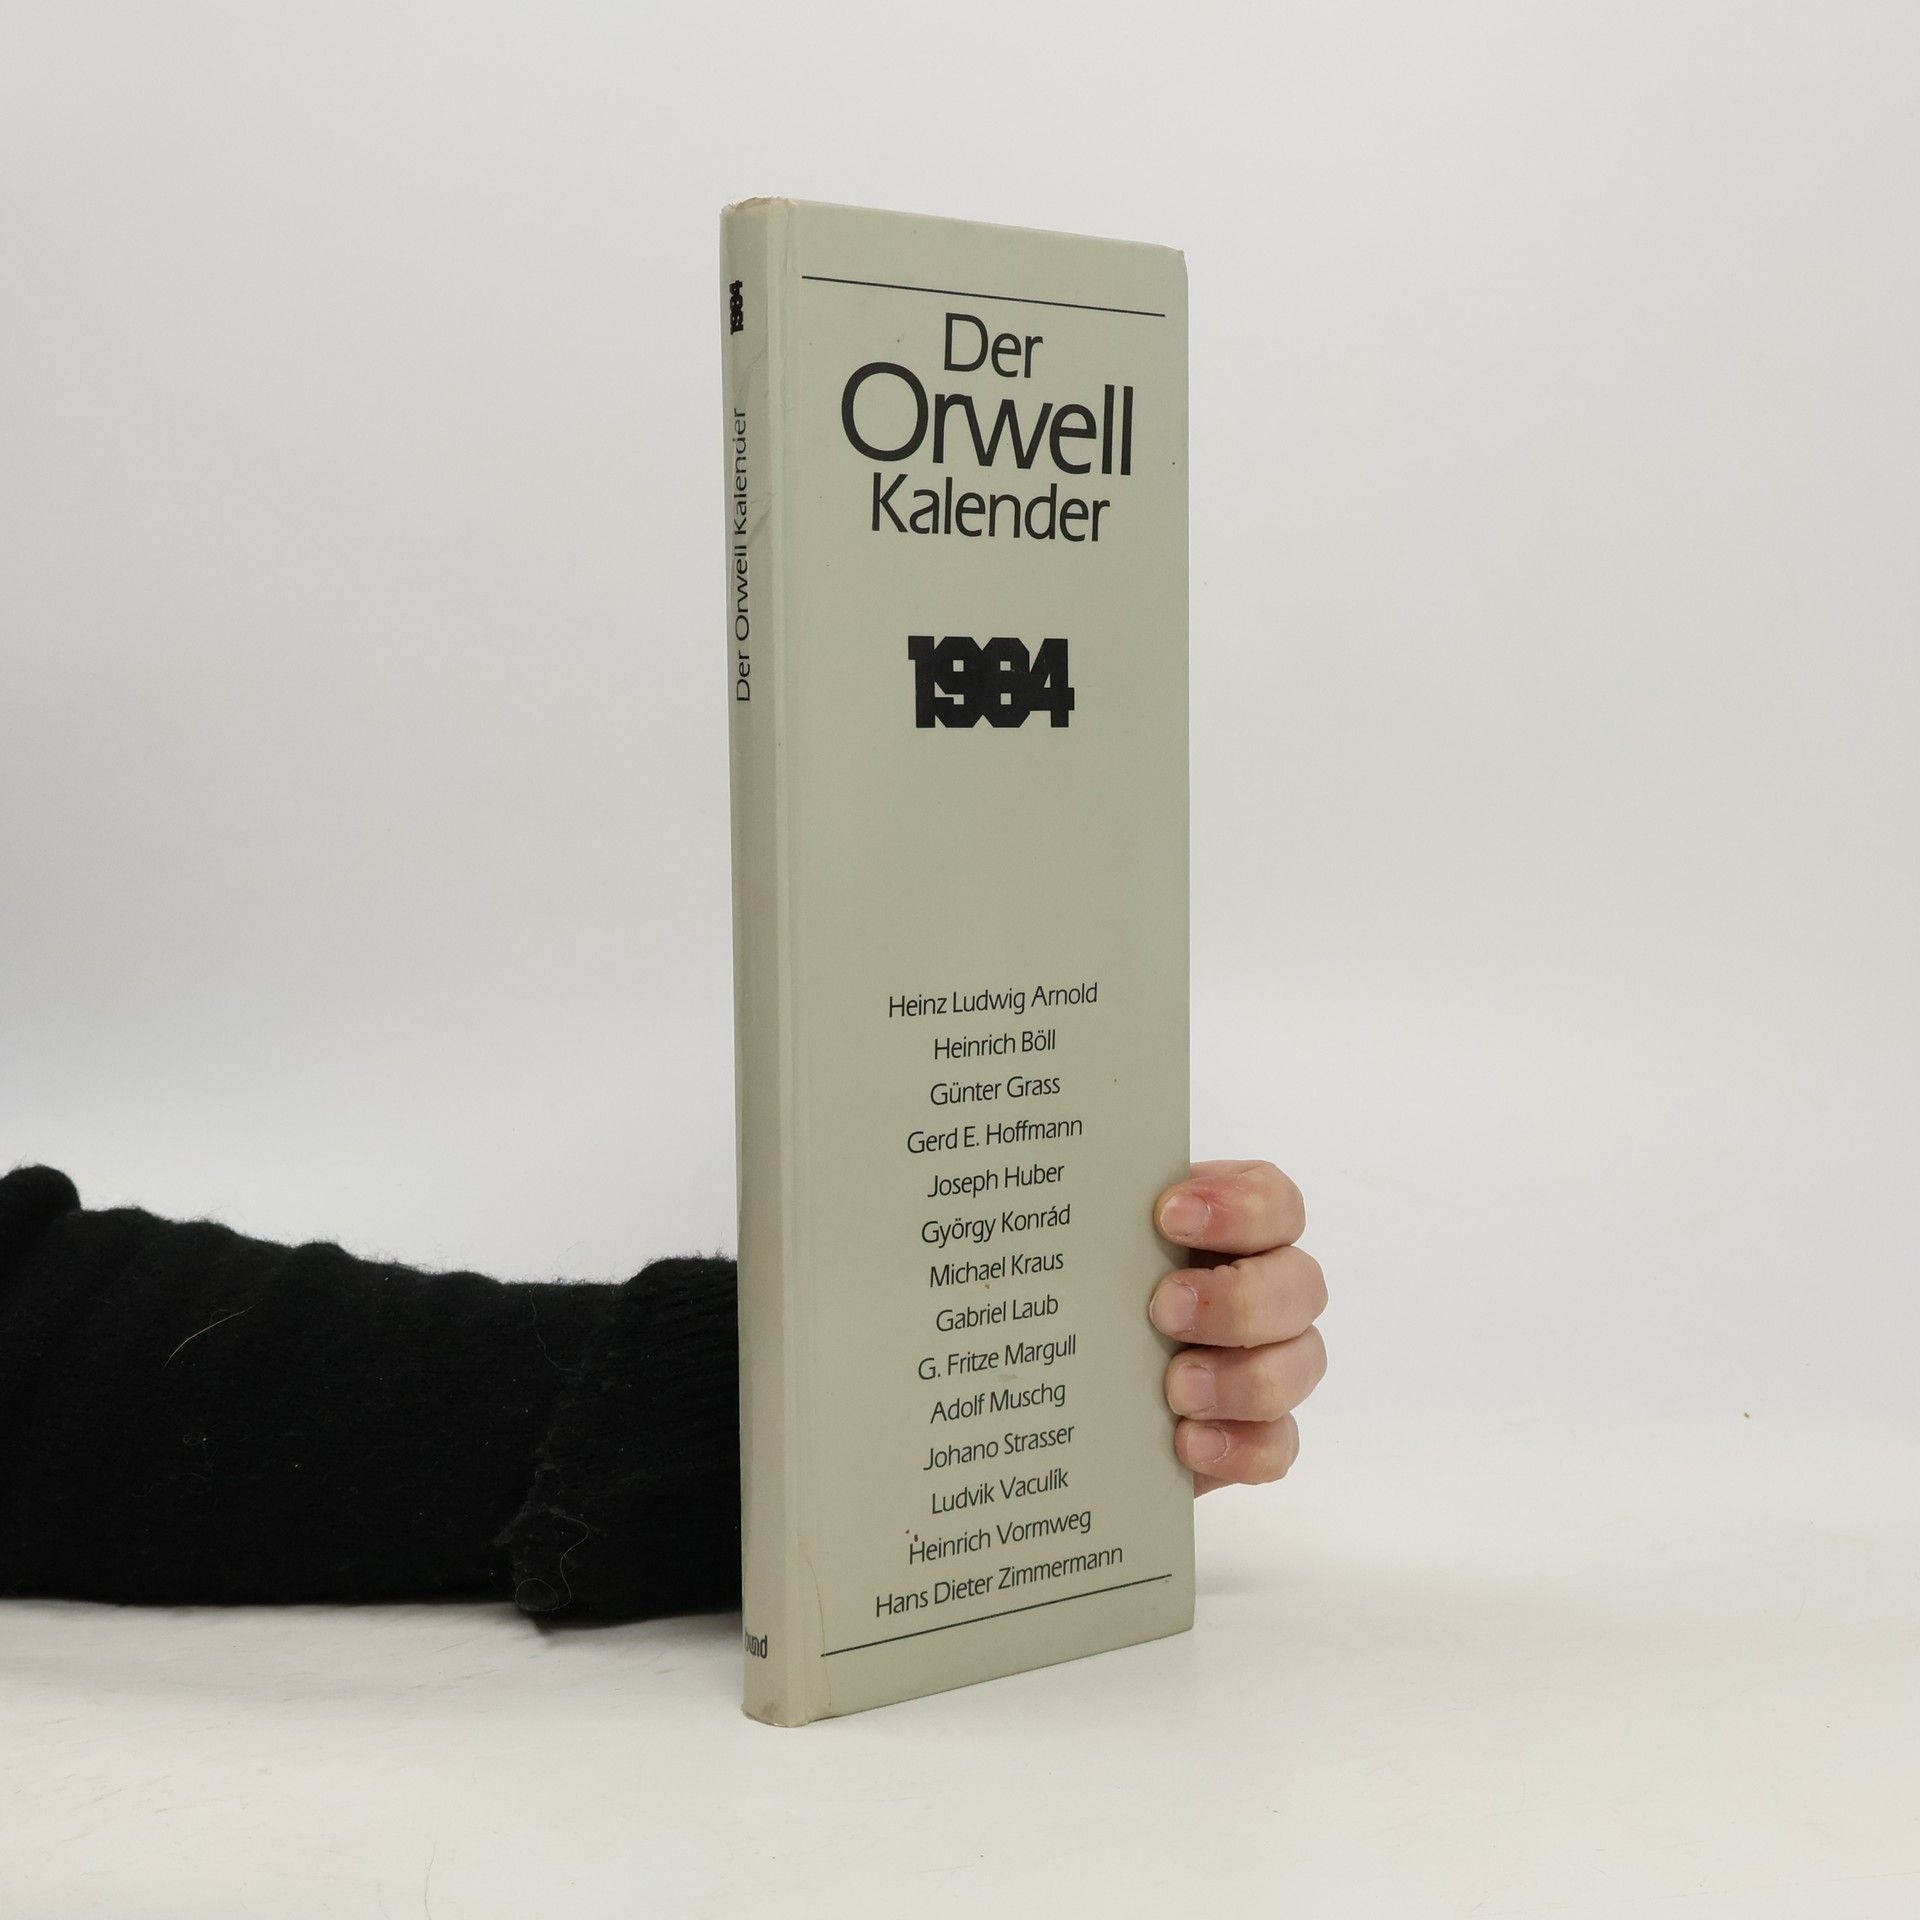 Der
Orwell
Kalender
1984
Heinz Ludwig Arnold
Heinrich Böll
Günter Grass
Gerd E. Hoffmann
Joseph Huber
György Konrád
Michael Kraus
Gabriel Laub
G. Fritze Margull
Adolf Muschg
Johano Strasser
Ludvik Vaculík
Heinrich Vormweg
Hans Dieter Zimmermann
Der Orwell Kalender 1984
bund